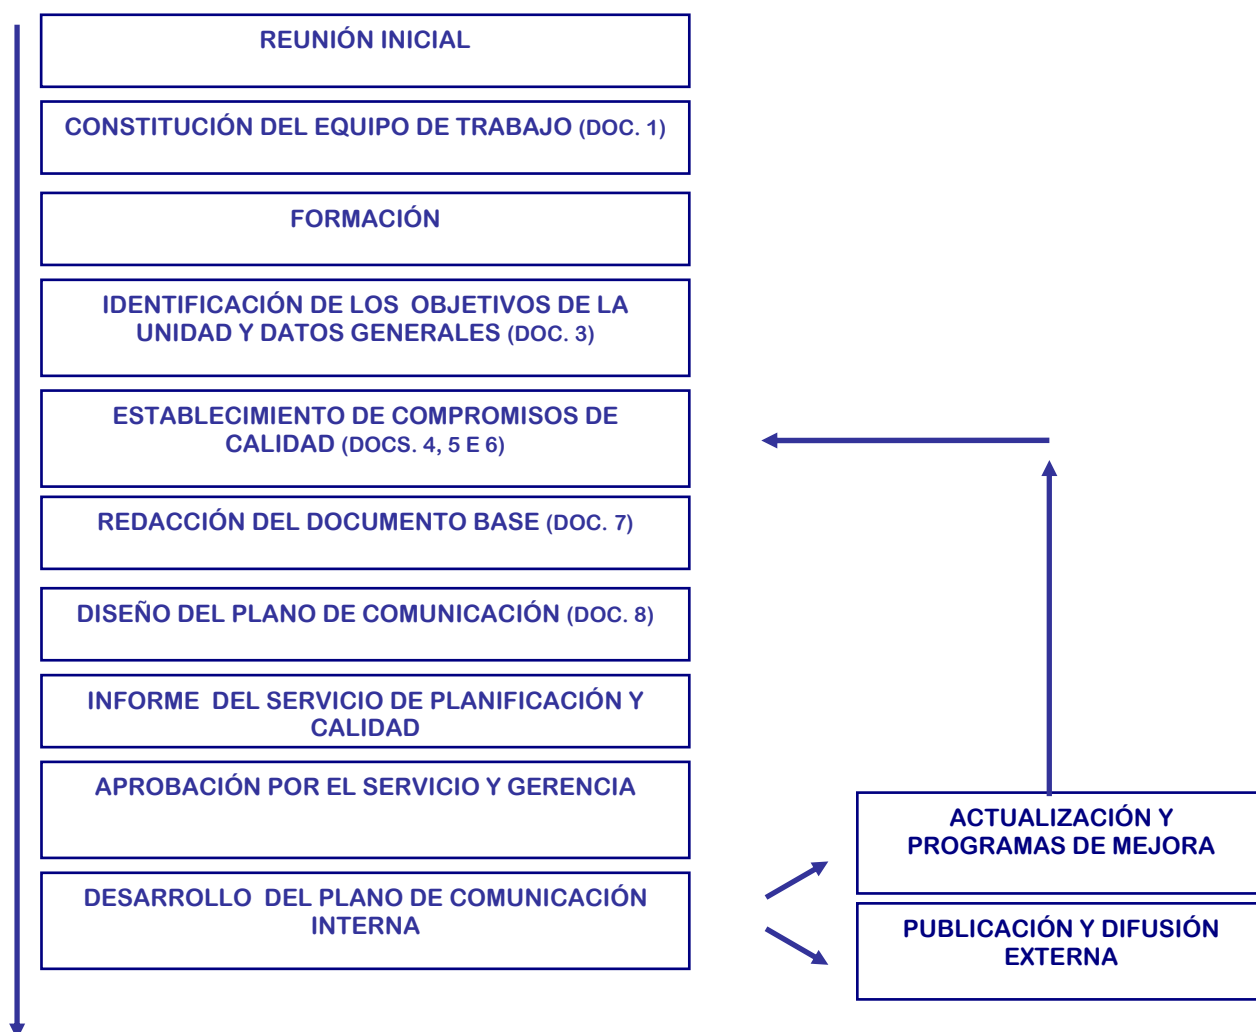 REUNIÓN INICIAL
CONSTITUCIÓN DEL EQUIPO DE TRABAJO (DOC. 1)
FORMACIÓN
IDENTIFICACIÓN DE LOS OBJETIVOS DE LA
UNIDAD Y DATOS GENERALES (DOC. 3)
ESTABLECIMIENTO DE COMPROMISOS DE
CALIDAD (DOCS. 4, 5 E 6)
REDACCIÓN DEL DOCUMENTO BASE (DOC. 7)
DISEÑO DEL PLANO DE COMUNICACIÓN (DOC. 8)
INFORME DEL SERVICIO DE PLANIFICACIÓN Y
CALIDAD
APROBACIÓN POR EL SERVICIO Y GERENCIA
DESARROLLO DEL PLANO DE COMUNICACIÓN
INTERNA
ACTUALIZACIÓN Y
PROGRAMAS DE MEJORA
PUBLICACIÓN Y DIFUSIÓN
EXTERNA